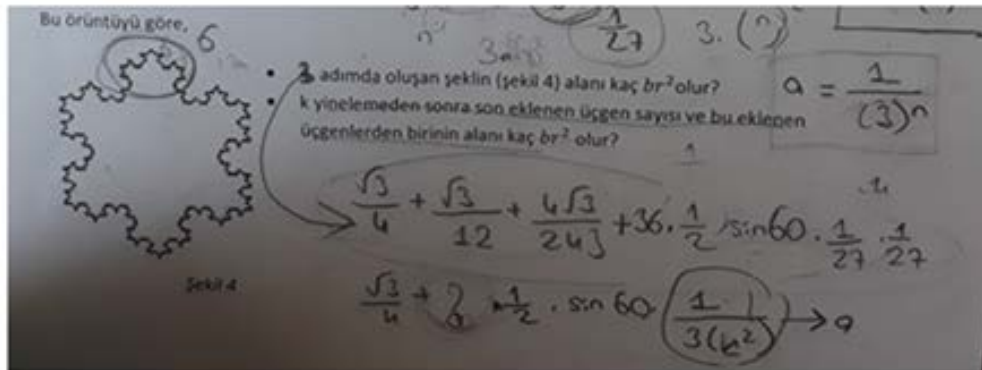 Bu örüntüyü göre, 6
1/27 3. (n)
3 adımda oluşan şeklin (şekil 4) alanı kaç br² olur?
k yinelemeden sonra son eklenen üçgen sayısı ve bu eklenen
üçgenlerden birinin alanı kaç br² olur?
a = 1/(3)ⁿ
√3/4 + √3/12 + 4√3/243 + 36 . 1/2 . sin60 . 1/27 . 1/27
√3/4 + . 1/2 . sin 60 1/3(k²) → a
Şekil 4